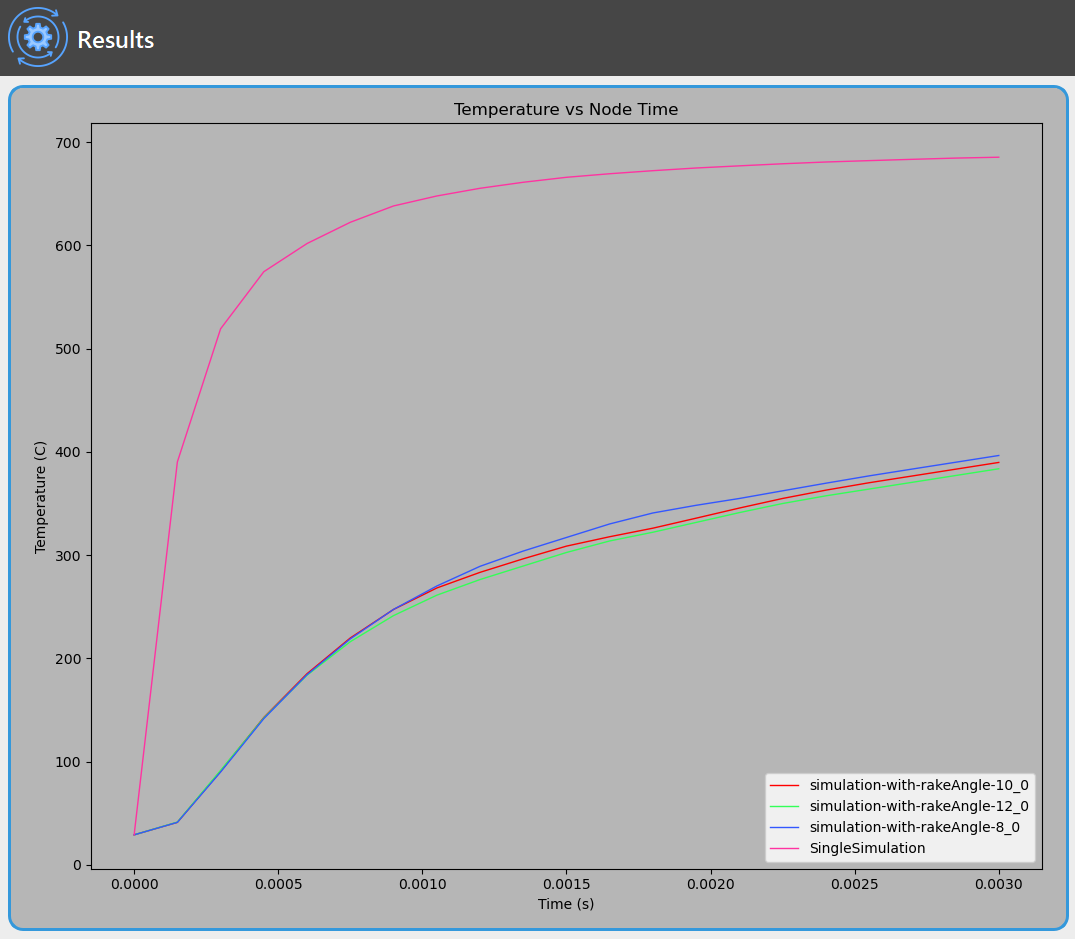 Results
Temperature vs Node Time
700
600
500
400
300
200
100
0
Temperature (C)
0.0000 0.0005 0.0010 0.0015 0.0020 0.0025 0.0030
Time (s)
simulation-with-rakeAngle-10_0
simulation-with-rakeAngle-12_0
simulation-with-rakeAngle-8_0
SingleSimulation